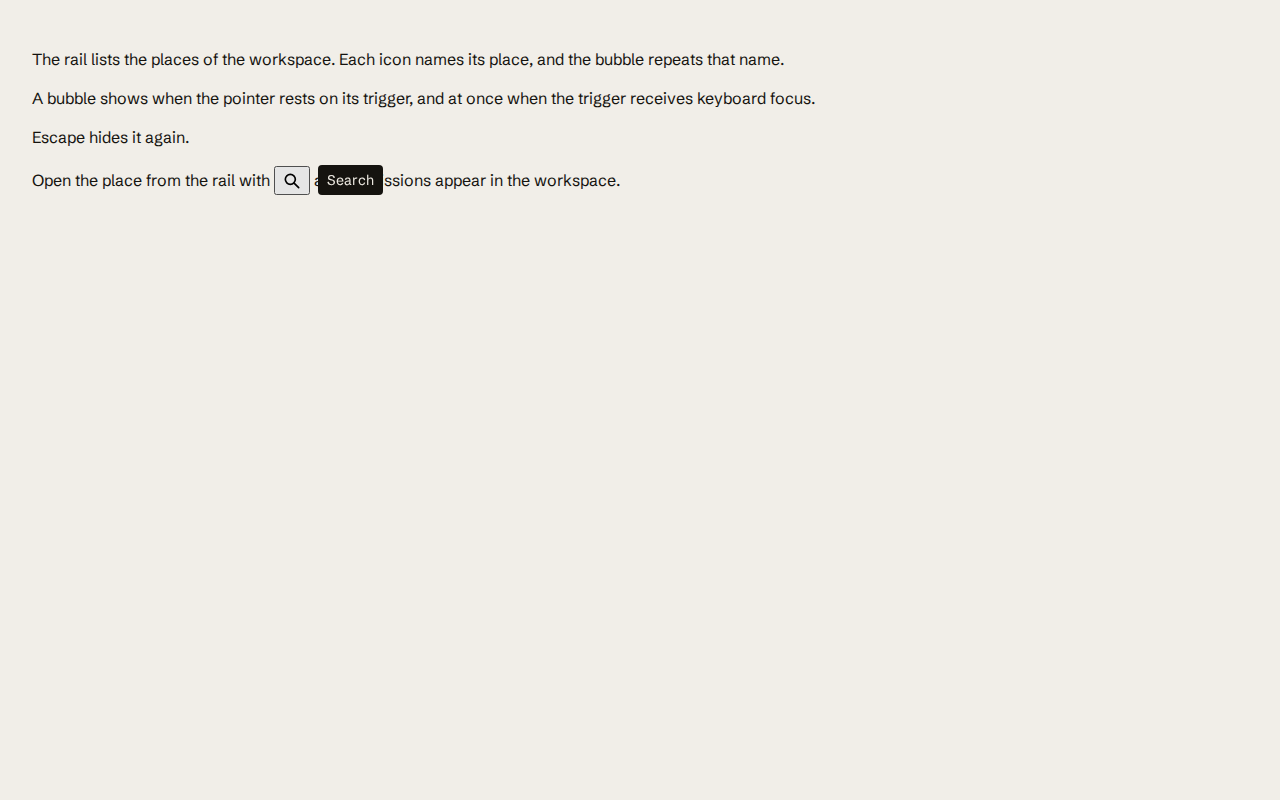 The rail lists the places of the workspace. Each icon names its place, and the bubble repeats that name.
A bubble shows when the pointer rests on its trigger, and at once when the trigger receives keyboard focus.
Escape hides it again.
Open the place from the rail with Search ssions appear in the workspace.